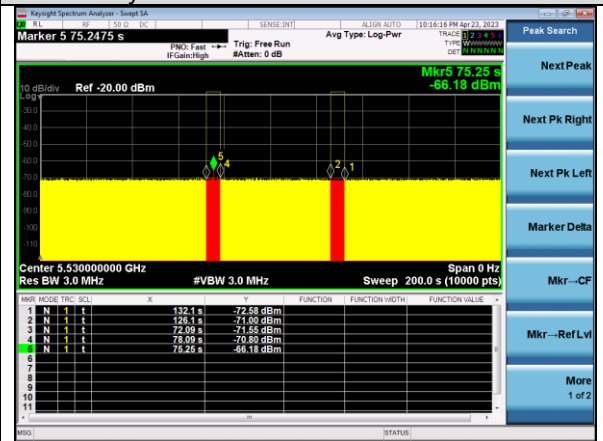 Keysight Spectrum Analyzer - Swept SA
RL RF 50 Ω DC SENSE:INT ALIGN AUTO 10:16:16 PM Apr 23, 2023
Marker 5 75.2475 s
PNO: Fast
IFGain:High
Trig: Free Run
#Atten: 0 dB
Avg Type: Log-Pwr
TRACE 1 2 3 4 5 6
TYPE WWWWWW
DET N N N N N N
Peak Search
Mkr5 75.25 s
-66.18 dBm
10 dB/div Ref -20.00 dBm
Log
-30.0
-40.0
-50.0
-60.0
-70.0
-80.0
-90.0
-100
-110
5
4
2
1
Center 5.530000000 GHz
Span 0 Hz
Res BW 3.0 MHz #VBW 3.0 MHz Sweep 200.0 s (10000 pts)
MKR MODE TRC SCL X Y FUNCTION FUNCTION WIDTH FUNCTION VALUE
1 N 1 t 132.1 s -72.58 dBm
2 N 1 t 126.1 s -71.00 dBm
3 N 1 t 72.09 s -71.55 dBm
4 N 1 t 78.09 s -70.80 dBm
5 N 1 t 75.25 s -66.18 dBm
6
7
8
9
10
11
MSG STATUS
Next Peak
Next Pk Right
Next Pk Left
Marker Delta
Mkr→CF
Mkr→Ref Lvl
More
1 of 2